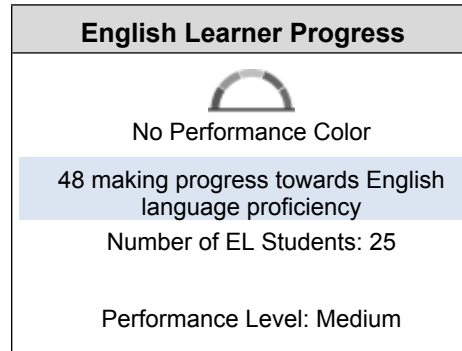 English Learner Progress
No Performance Color
48 making progress towards English
language proficiency
Number of EL Students: 25
Performance Level: Medium